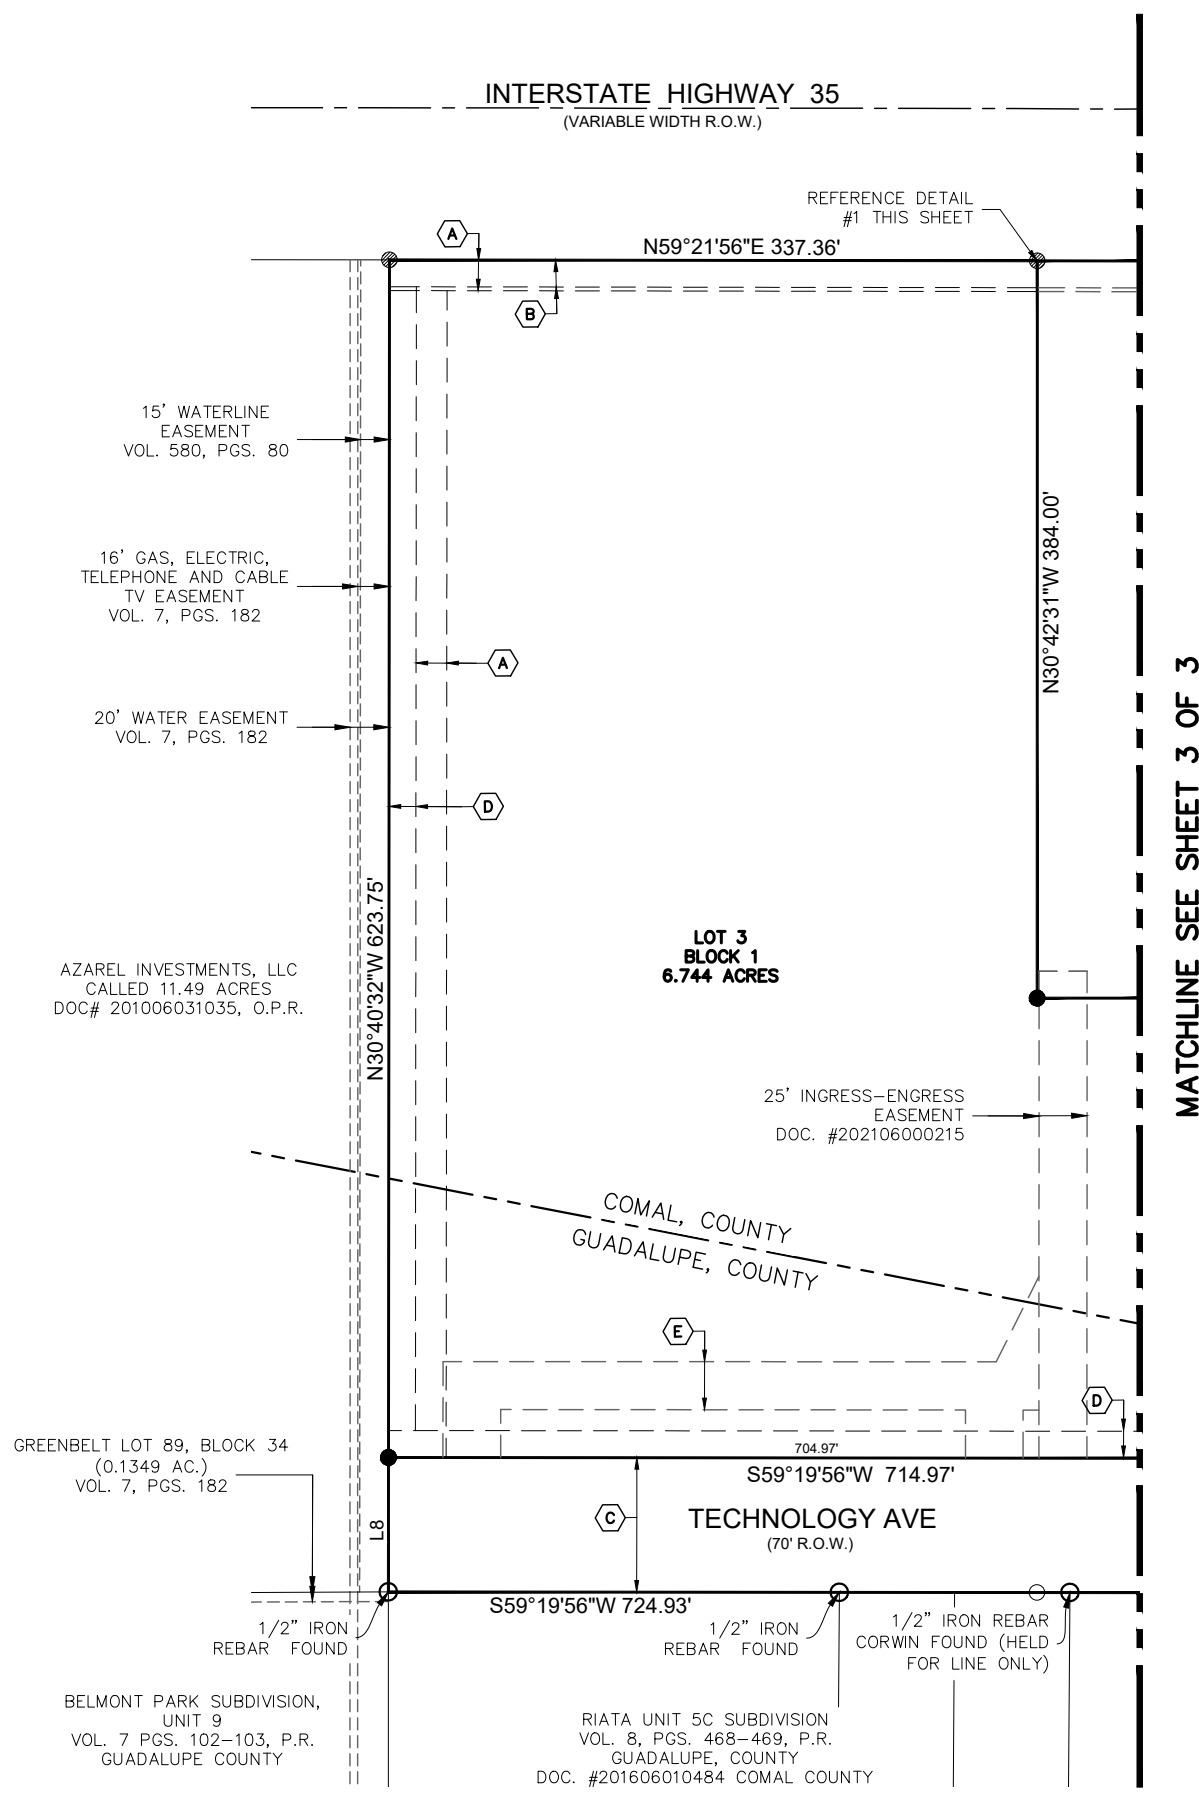 INTERSTATE HIGHWAY 35
(VARIABLE WIDTH R.O.W.)
REFERENCE DETAIL
#1 THIS SHEET
A
N59°21'56"E 337.36'
B
15' WATERLINE
EASEMENT
VOL. 580, PGS. 80
16' GAS, ELECTRIC,
TELEPHONE AND CABLE
TV EASEMENT
VOL. 7, PGS. 182
N30°42'31"W 384.00'
A
20' WATER EASEMENT
VOL. 7, PGS. 182
D
MATCHLINE SEE SHEET 3 OF 3
N30°40'32"W 623.75'
LOT 3
BLOCK 1
6.744 ACRES
AZAREL INVESTMENTS, LLC
CALLED 11.49 ACRES
DOC# 201006031035, O.P.R.
25' INGRESS-ENGRESS
EASEMENT
DOC. #202106000215
COMAL, COUNTY
GUADALUPE, COUNTY
E
D
GREENBELT LOT 89, BLOCK 34
(0.1349 AC.)
VOL. 7, PGS. 182
704.97'
S59°19'56"W 714.97'
C
TECHNOLOGY AVE
(70' R.O.W.)
L8
S59°19'56"W 724.93'
1/2" IRON
REBAR FOUND
1/2" IRON
REBAR FOUND
1/2" IRON REBAR
CORWIN FOUND (HELD
FOR LINE ONLY)
BELMONT PARK SUBDIVISION,
UNIT 9
VOL. 7 PGS. 102-103, P.R.
GUADALUPE COUNTY
RIATA UNIT 5C SUBDIVISION
VOL. 8, PGS. 468-469, P.R.
GUADALUPE, COUNTY
DOC. #201606010484 COMAL COUNTY